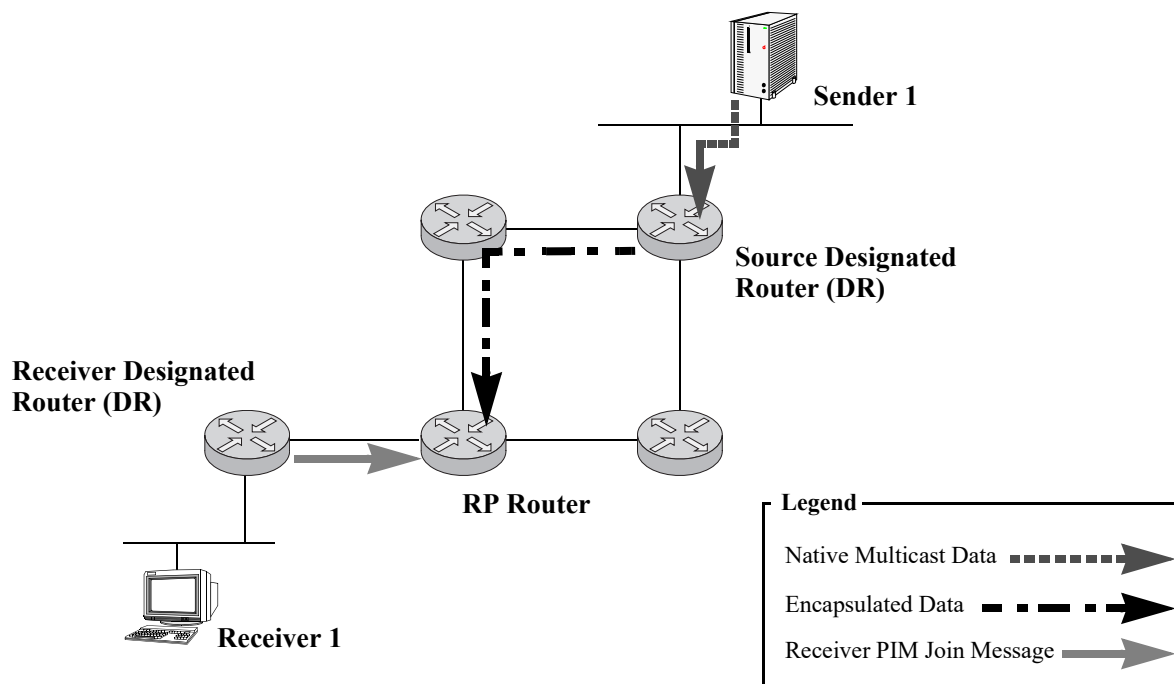 Sender 1
Source Designated
Router (DR)
Receiver Designated
Router (DR)
RP Router
Receiver 1
Legend
Native Multicast Data
Encapsulated Data
Receiver PIM Join Message